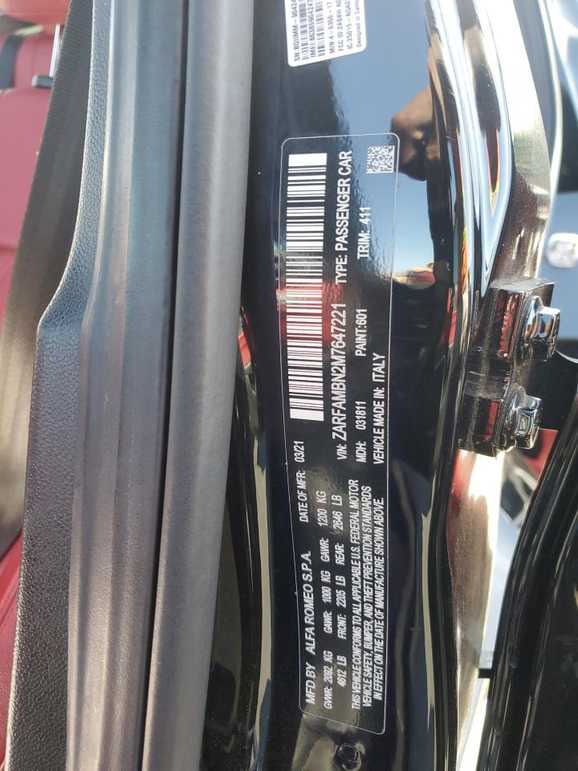 MFD BY ALFA ROMEO S.P.A. DATE OF MFR: 03/21
GVWR: 2092 KG GAWR: 1000 KG GAWR: 1200 KG
4612 LB FRONT: 2205 LB REAR: 2646 LB
THIS VEHICLE CONFORMS TO ALL APPLICABLE U.S. FEDERAL MOTOR
VEHICLE SAFETY, BUMPER, AND THEFT PREVENTION STANDARDS
IN EFFECT ON THE DATE OF MANUFACTURE SHOWN ABOVE.
VIN: ZARFAMBN2M7647221 TYPE: PASSENGER CAR
MDH: 031811 PAINT:601 TRIM: 411
VEHICLE MADE IN: ITALY